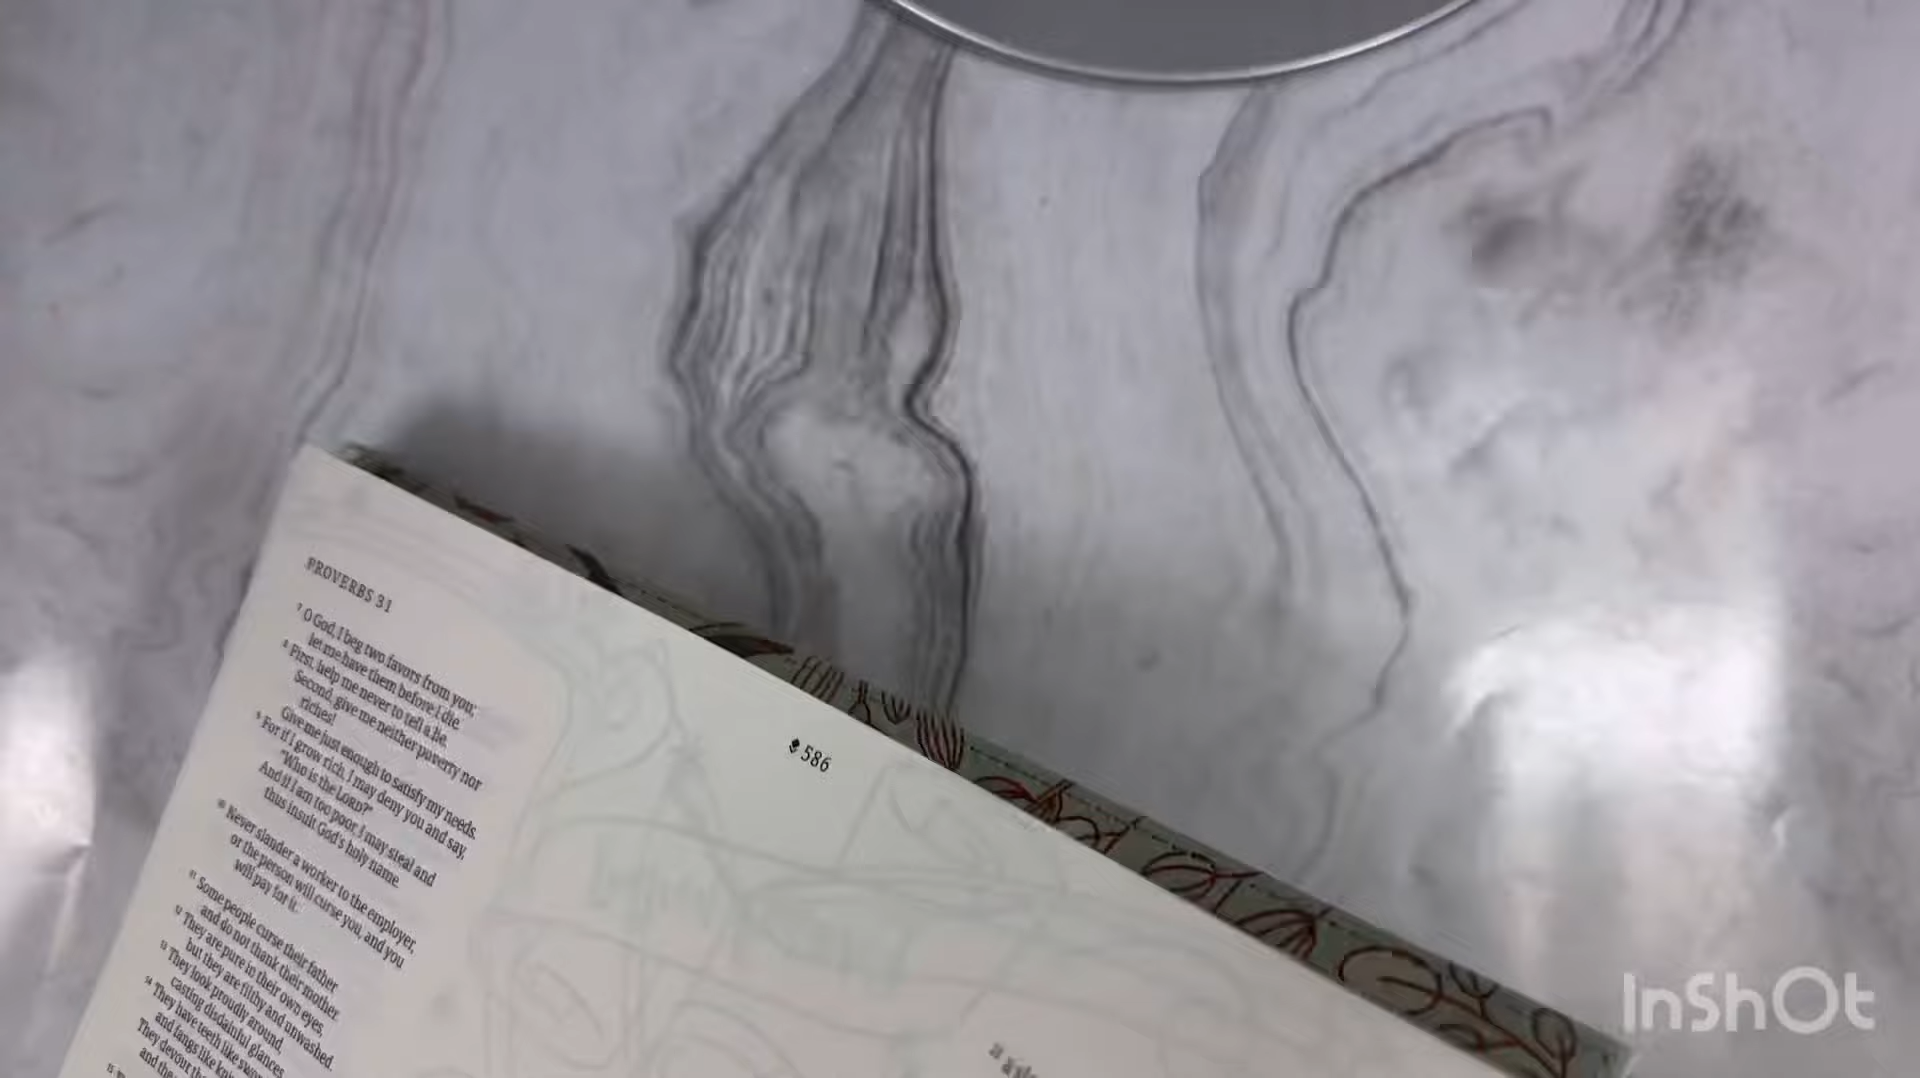 PROVERBS 31
7 O God, I beg two favors from you;
let me have them before I die.
8 First, help me never to tell a lie.
Second, give me neither poverty nor
riches!
Give me just enough to satisfy my needs.
9 For if I grow rich, I may deny you and say,
"Who is the LORD?"
And if I am too poor, I may steal and
thus insult God's holy name.
10 Never slander a worker to the employer,
or the person will curse you, and you
will pay for it.
11 Some people curse their father
and do not thank their mother.
12 They are pure in their own eyes,
but they are filthy and unwashed.
13 They look proudly around,
casting disdainful glances.
14 They have teeth like
and fangs like
They devour
and the
586
InShOt